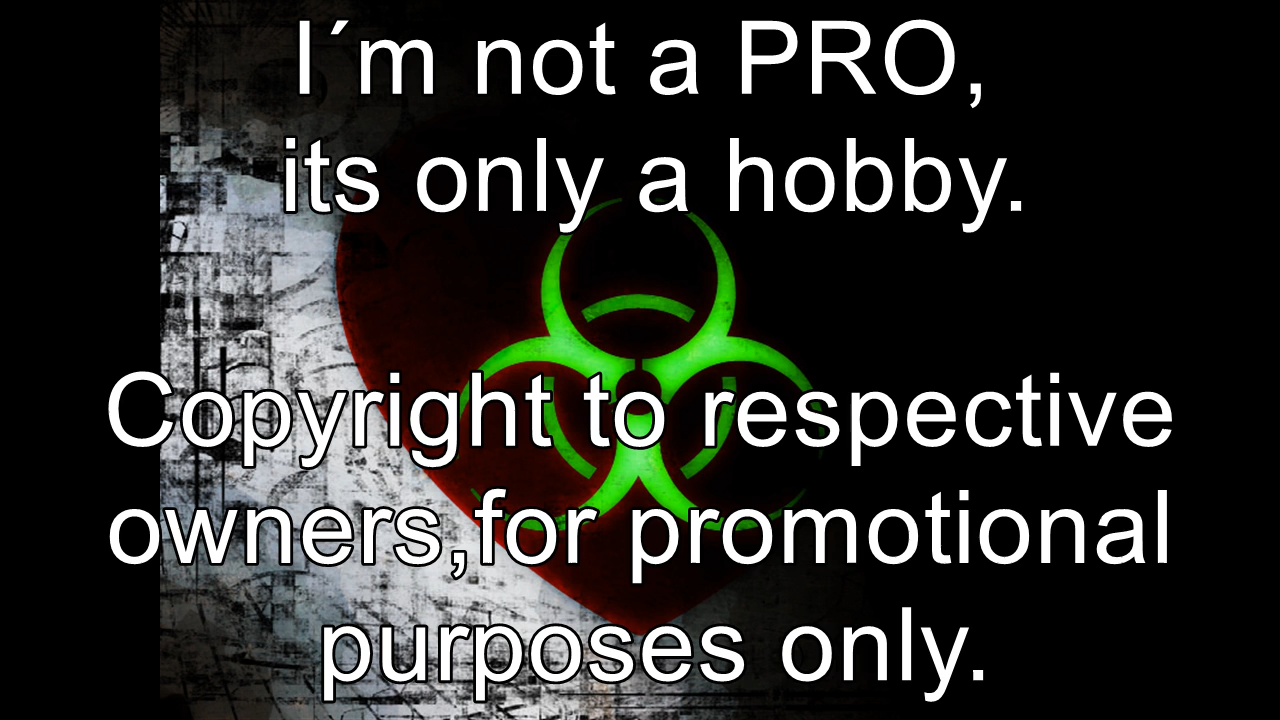 I´m not a PRO,
its only a hobby.
Copyright to respective
owners,for promotional
purposes only.